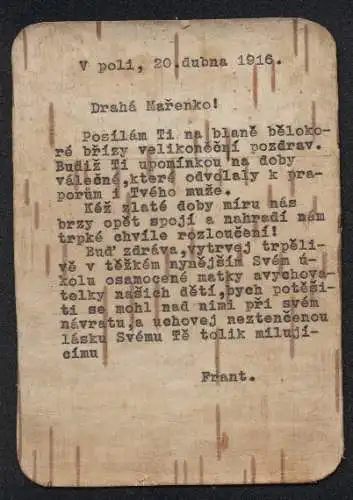 V poli, 20.dubna 1916.
Drahá Mařenko!
Posílám Ti na bláně běloko-
ré břízy velikonoční pozdrav.
Budiž Ti upomínkou na doby
válečné,které odvolaly k pra-
porům i Tvého muže.
Kéž zlaté doby míru nás
brzy opět spojí a nahradí nám
trpké chvíle rozloučení!
Buď zdráva,vytrvej trpěli-
vě v těžkém nynějším Svém ú-
kolu osamocené matky avychova-
telky našich dětí,bych potěši-
ti se mohl nad nimi při svém
návratu,a uchovej neztenčenou
lásku Svému Tě tolik milují-
címu
Frant.